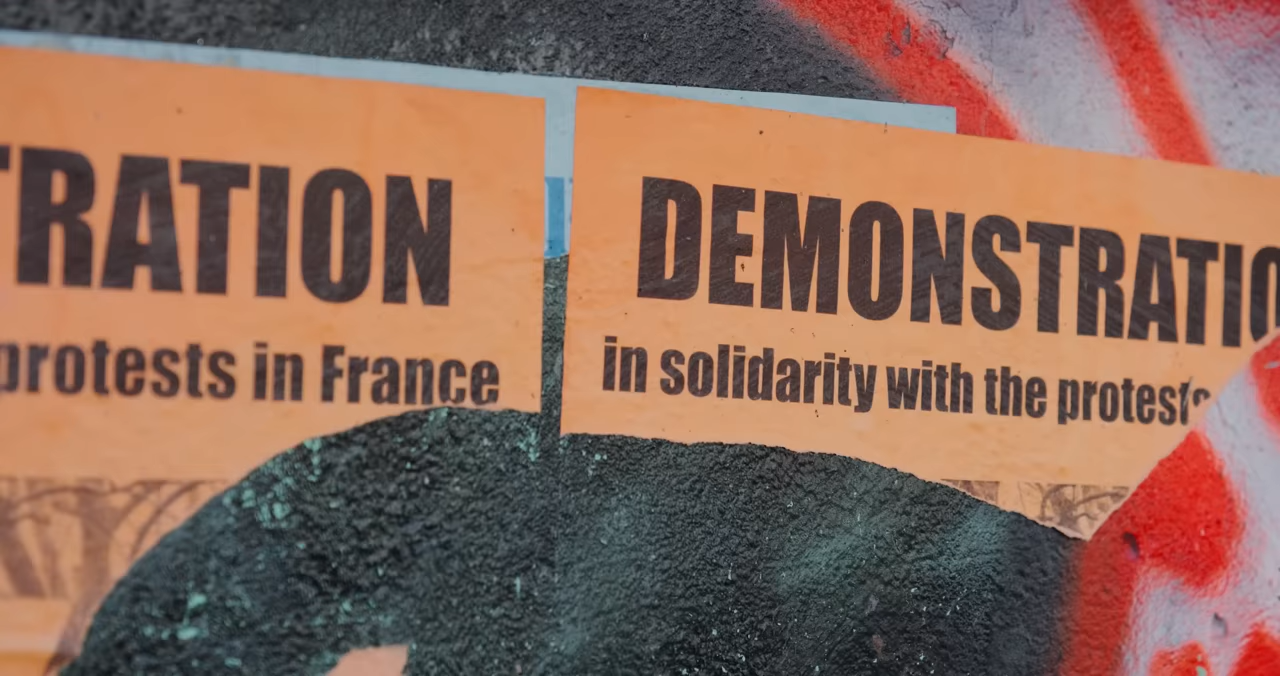 TRATION
protests in France
DEMONSTRATIO
in solidarity with the protests